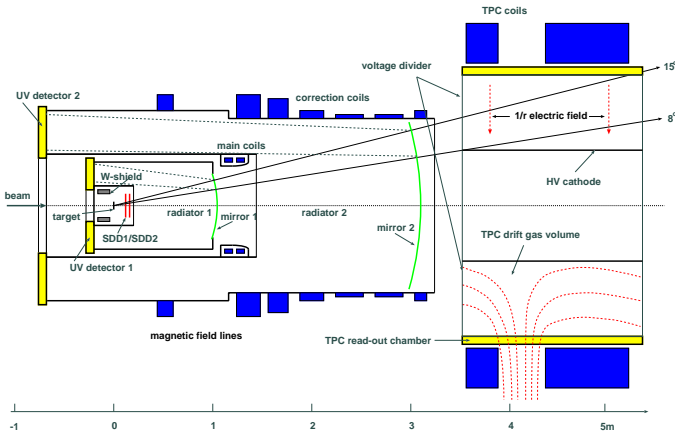 TPC coils
UV detector 2
voltage divider
15°
correction coils
1/r electric field
8°
main coils
W-shield
HV cathode
beam
target
radiator 1
mirror 1
radiator 2
SDD1/SDD2
mirror 2
TPC drift gas volume
UV detector 1
magnetic field lines
TPC read-out chamber
-1 0 1 2 3 4 5m